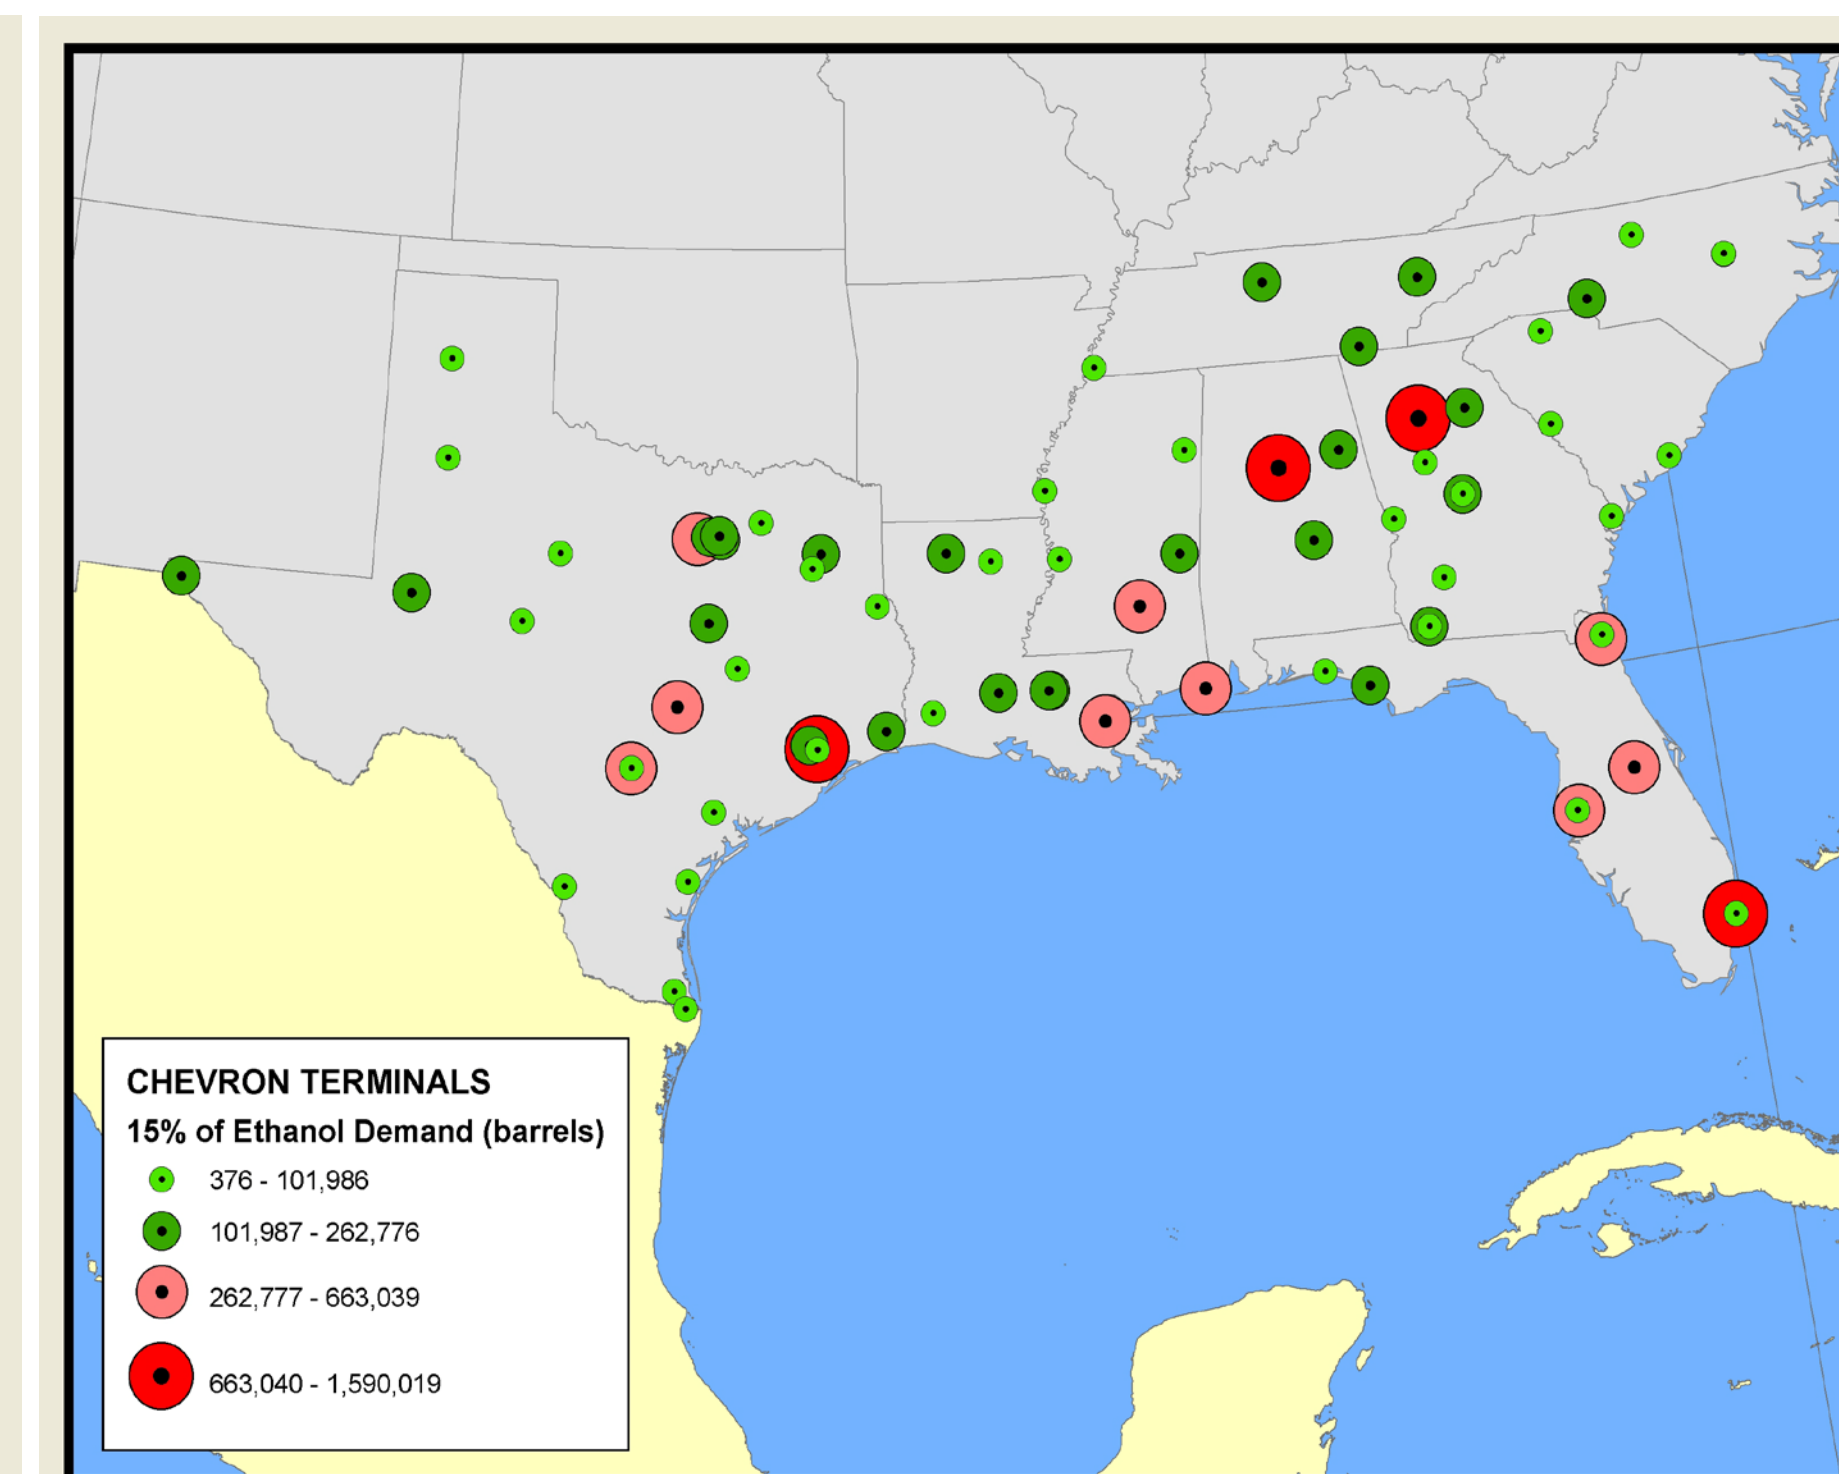 CHEVRON TERMINALS
15% of Ethanol Demand (barrels)
376 - 101,986
101,987 - 262,776
262,777 - 663,039
663,040 - 1,590,019